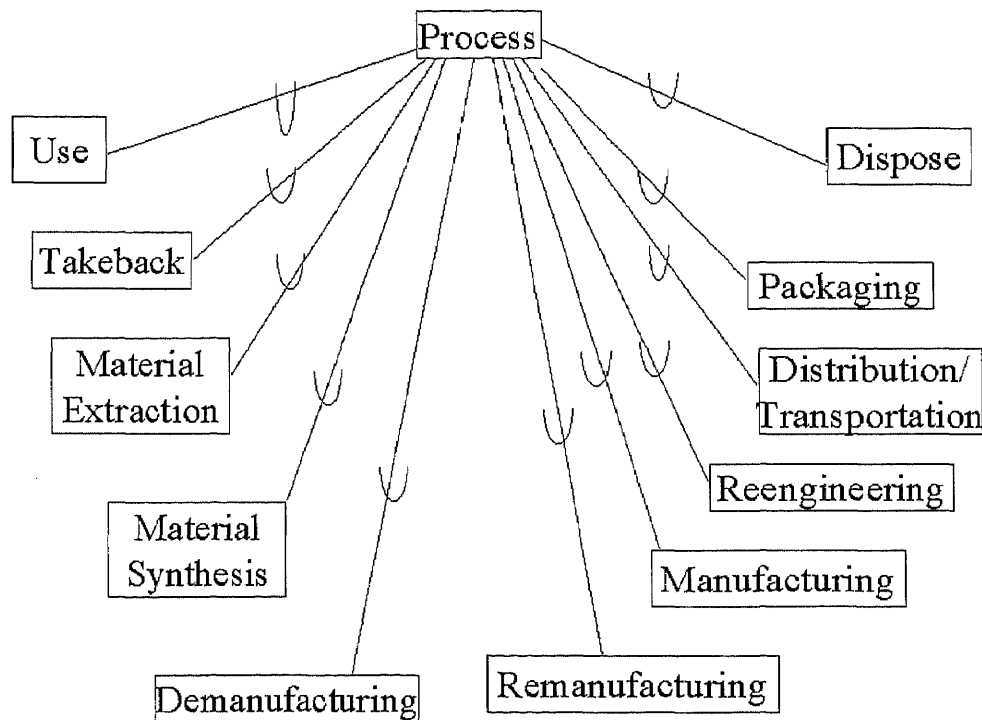 Process
Use
Dispose
Takeback
Packaging
Material
Extraction
Distribution/
Transportation
Reengineering
Material
Synthesis
Manufacturing
Demanufacturing
Remanufacturing